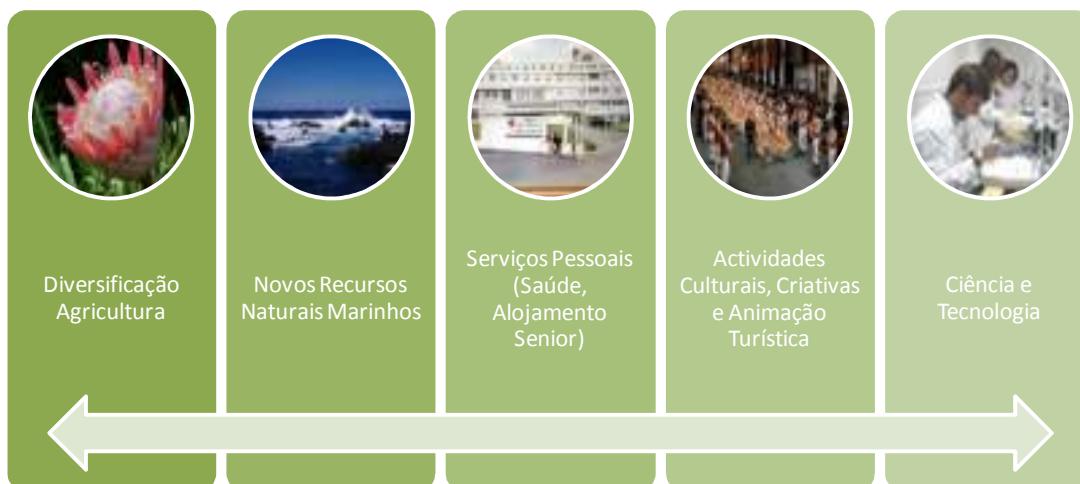 Diversificação
Agricultura
Novos Recursos
Naturais Marinhos
Serviços Pessoais
(Saúde,
Alojamento
Senior)
Actividades
Culturais, Criativas
e Animação
Turística
Ciência e
Tecnologia